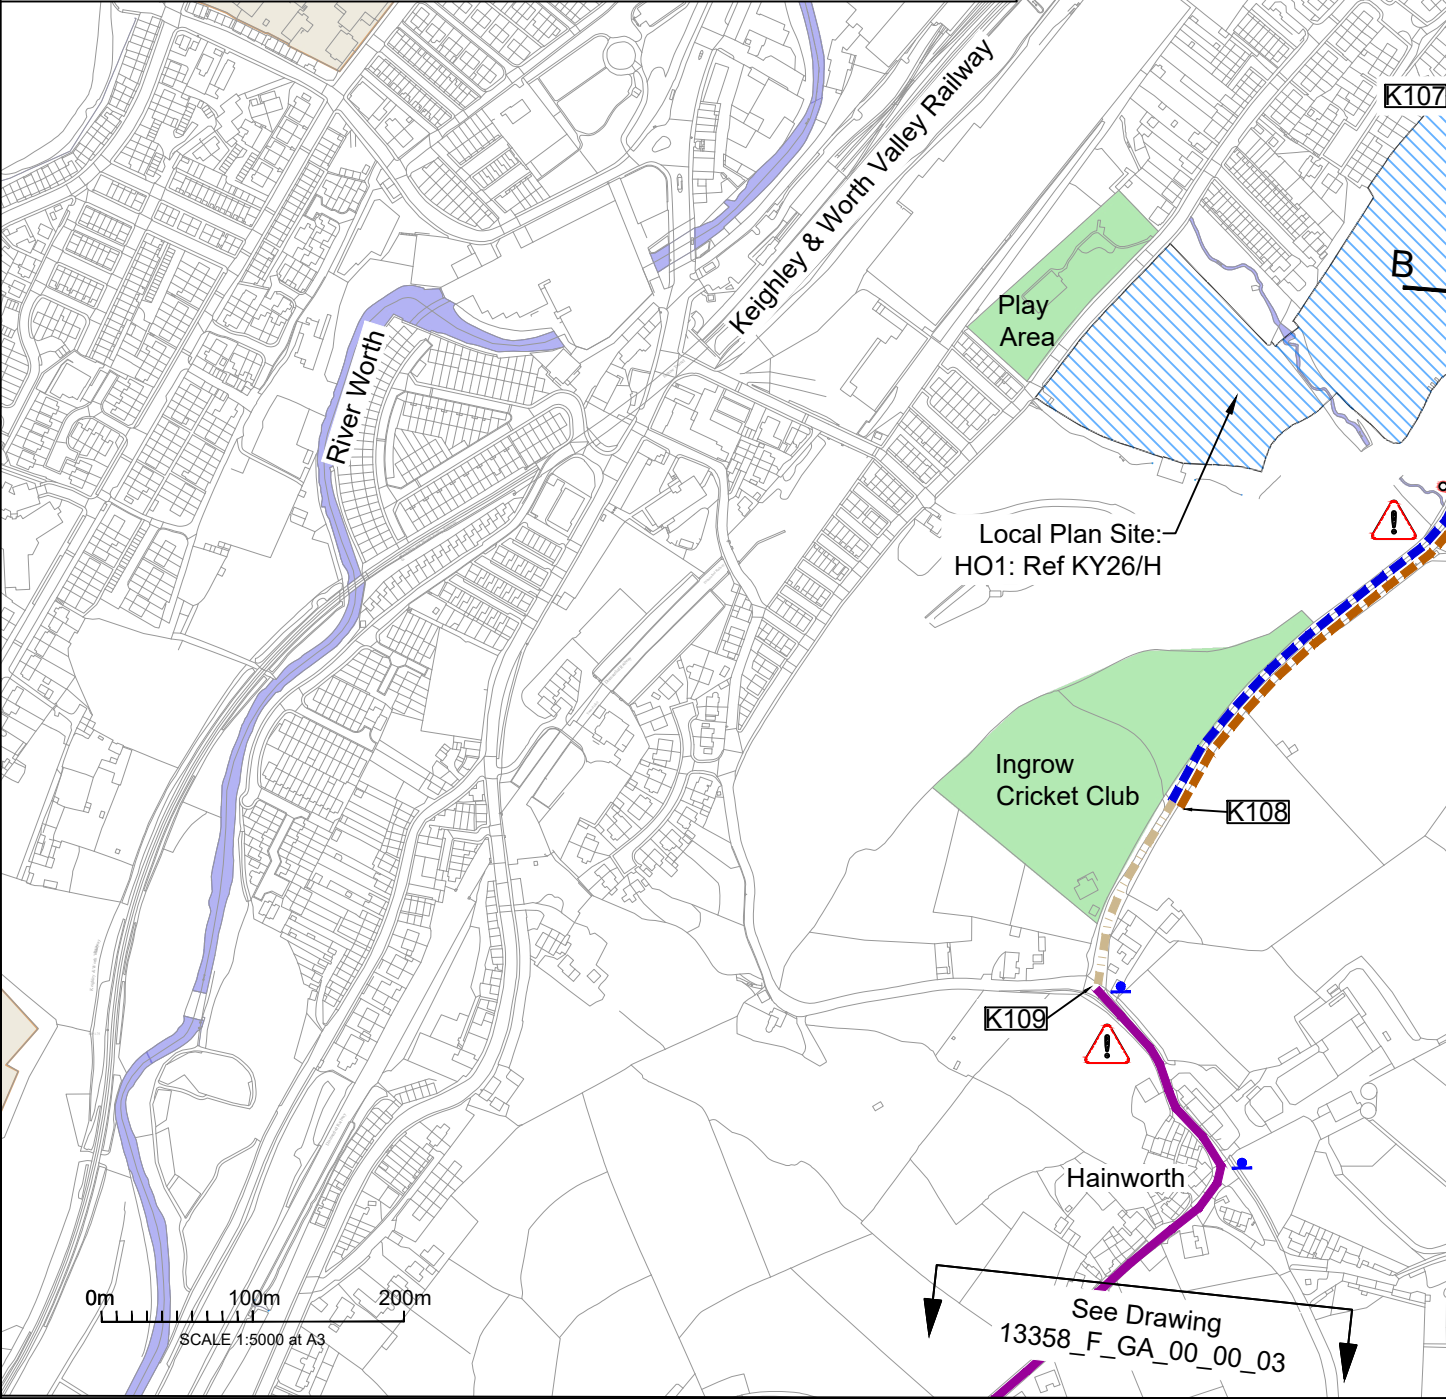 K107
Keighley & Worth Valley Railway
B
Play
Area
River Worth
Local Plan Site:
HO1: Ref KY26/H
Ingrow
Cricket Club
K108
K109
Hainworth
0m
100m
200m
SCALE 1:5000 at A3
See Drawing
13358_F_GA_00_00_03